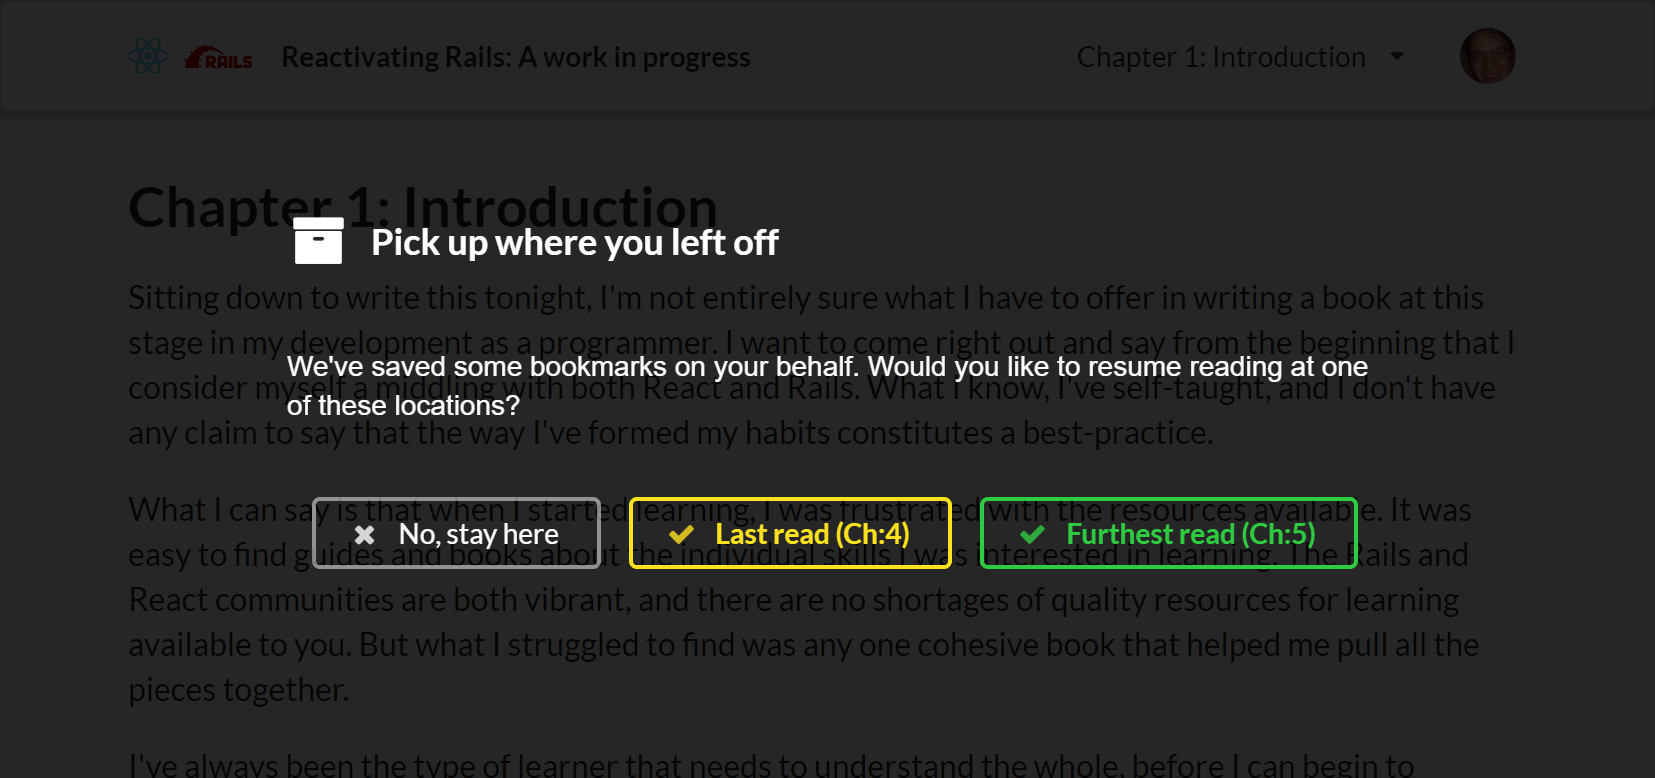 RAILS Reactivating Rails: A work in progress Chapter 1: Introduction
Chapter 1: Introduction
Pick up where you left off
Sitting down to write this tonight, I'm not entirely sure what I have to offer in writing a book at this
stage in my development as a programmer. I want to come right out and say from the beginning that I
We've saved some bookmarks on your behalf. Would you like to resume reading at one
consider myself a middling with both React and Rails. What I know, I've self-taught, and I don't have
of these locations?
any claim to say that the way I've formed my habits constitutes a best-practice.
What I can say is that when I started learning, I was frustrated with the resources available. It was
No, stay here Last read (Ch:4) Furthest read (Ch:5)
easy to find guides and books about the individual skills I was interested in learning. The Rails and
React communities are both vibrant, and there are no shortages of quality resources for learning
available to you. But what I struggled to find was any one cohesive book that helped me pull all the
pieces together.
I've always been the type of learner that needs to understand the whole, before I can begin to